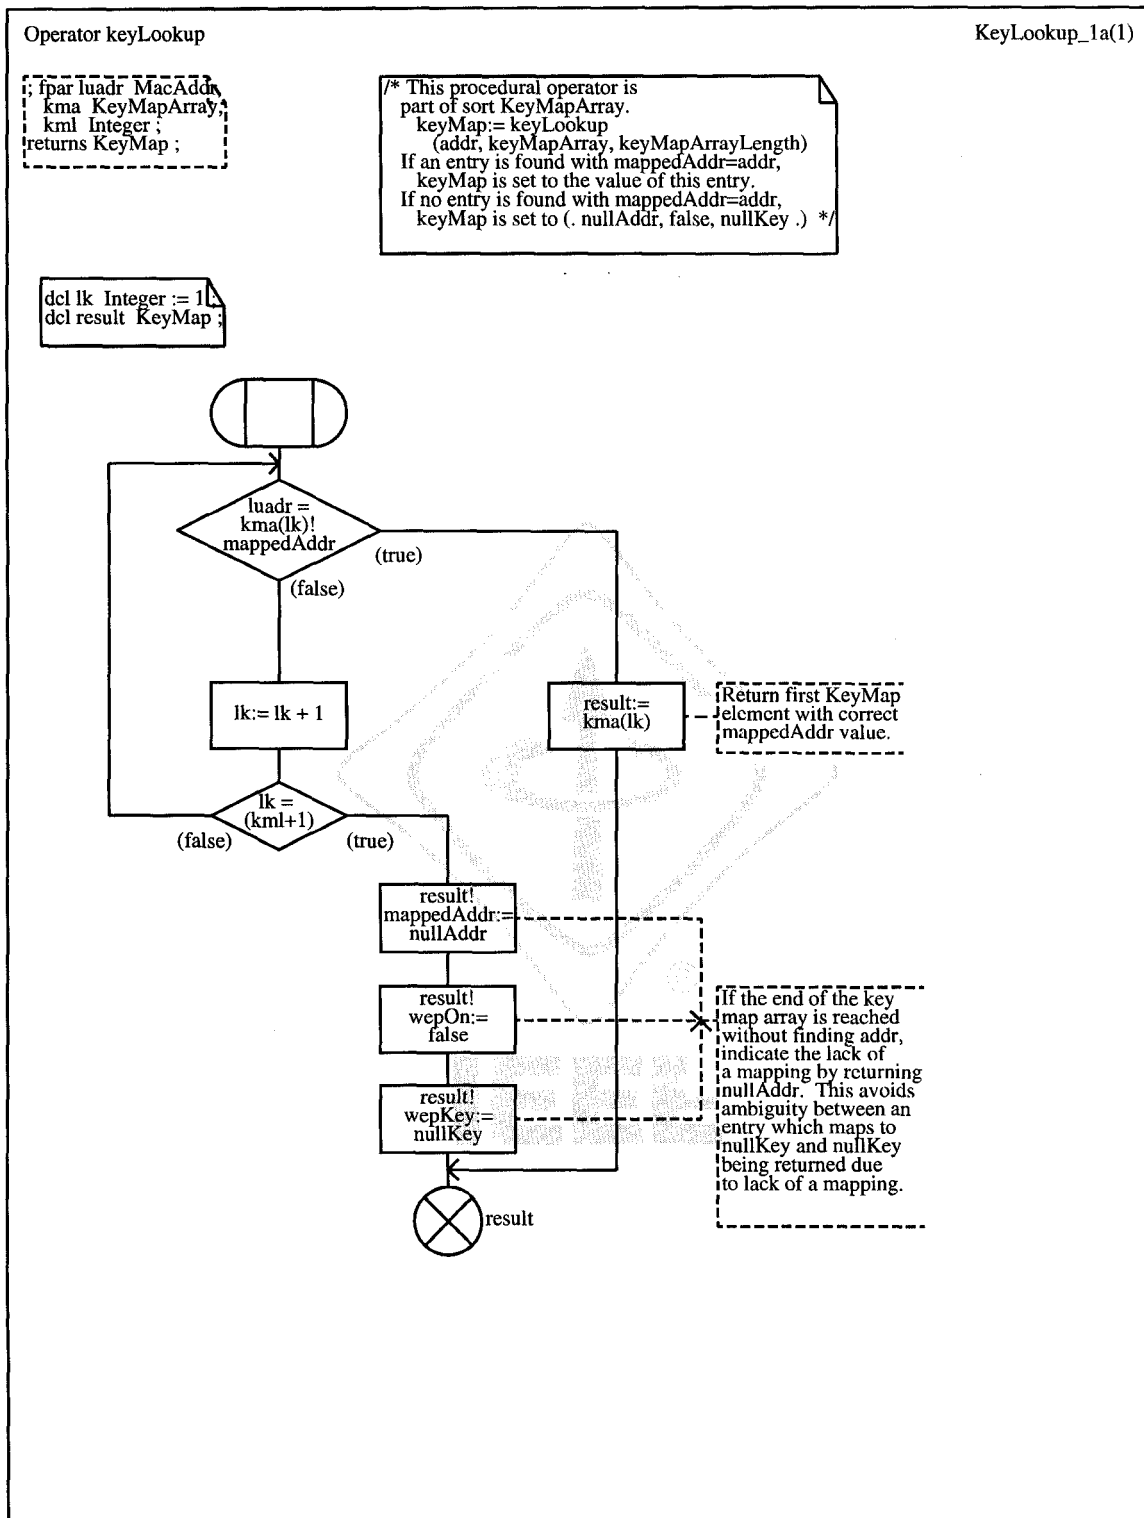 Operator keyLookup
KeyLookup_1a(1)
; fpar luadr MacAddr,
kma KeyMapArray,
kml Integer ;
returns KeyMap ;
/* This procedural operator is
part of sort KeyMapArray.
keyMap:= keyLookup
(addr, keyMapArray, keyMapArrayLength)
If an entry is found with mappedAddr=addr,
keyMap is set to the value of this entry.
If no entry is found with mappedAddr=addr,
keyMap is set to (. nullAddr, false, nullKey .) */
dcl lk Integer := 1 ;
dcl result KeyMap ;
luadr =
kma(lk)!
mappedAddr
(true)
(false)
lk:= lk + 1
result:=
kma(lk)
Return first KeyMap
element with correct
mappedAddr value.
lk =
(kml+1)
(false)
(true)
result!
mappedAddr:=
nullAddr
result!
wepOn:=
false
result!
wepKey:=
nullKey
If the end of the key
map array is reached
without finding addr,
indicate the lack of
a mapping by returning
nullAddr. This avoids
ambiguity between an
entry which maps to
nullKey and nullKey
being returned due
to lack of a mapping.
result